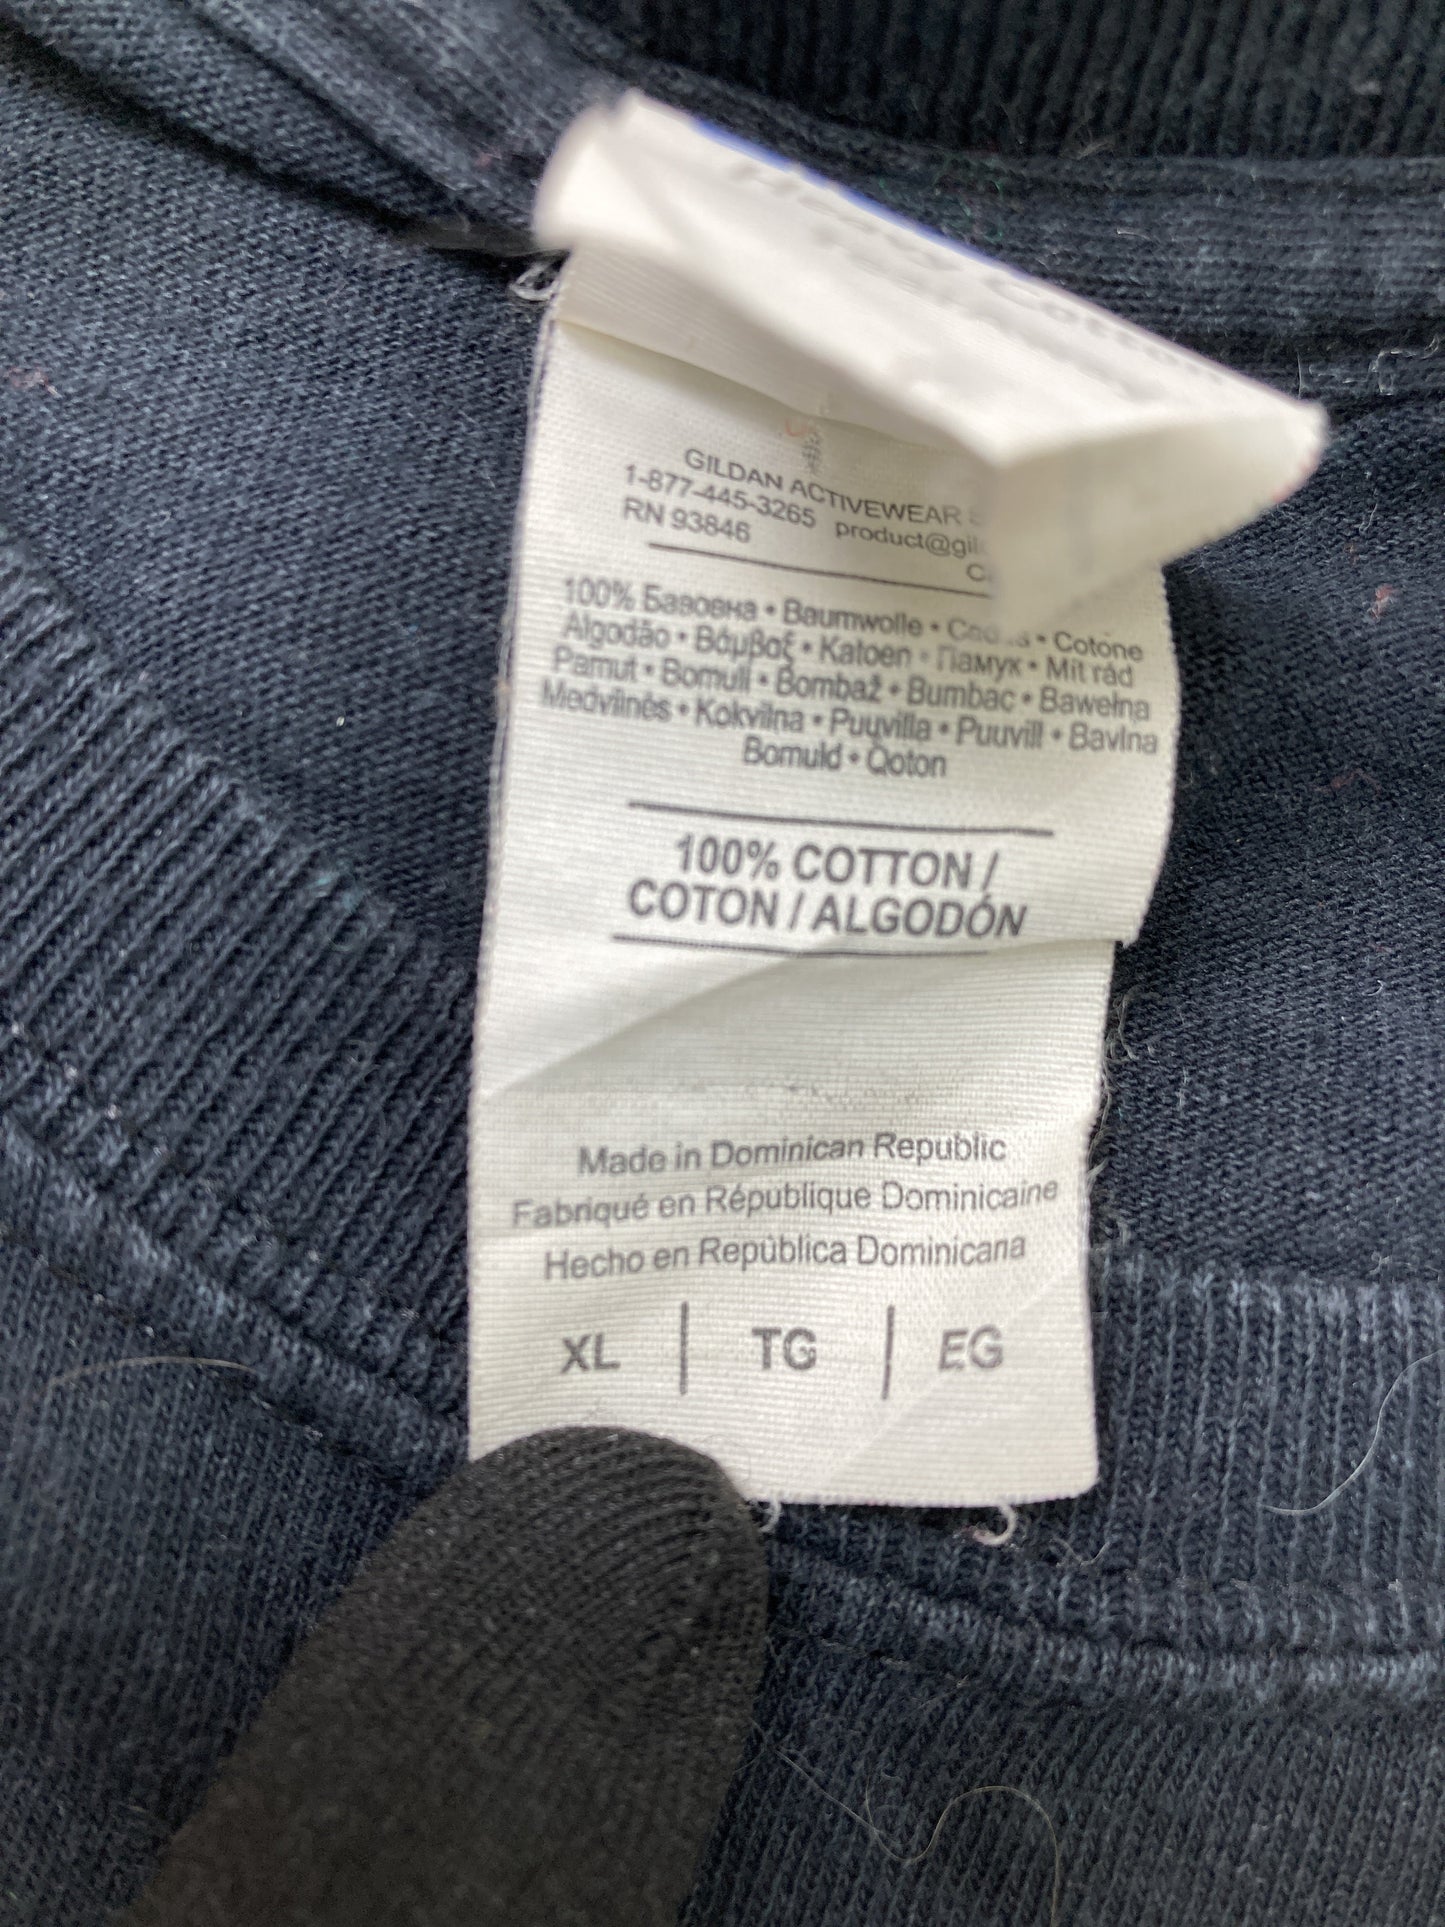 Heavy Cotton
GILDAN ACTIVEWEAR
1-877-445-3265 product@gil
RN 93846
100% Бавовна • Baumwolle • • Cotone
Algodão • Βάμβαξ • Katoen • Памук • Mit rád
Pamut • Bomull • Bombaž • Bumbac • Bawełna
Medvilnės • Kokvilna • Puuvilla • Puuvill • Bavlna
Bomuld • Qoton
100% COTTON /
COTON / ALGODÓN
Made in Dominican Republic
Fabriqué en République Dominicaine
Hecho en República Dominicana
XL | TG | EG